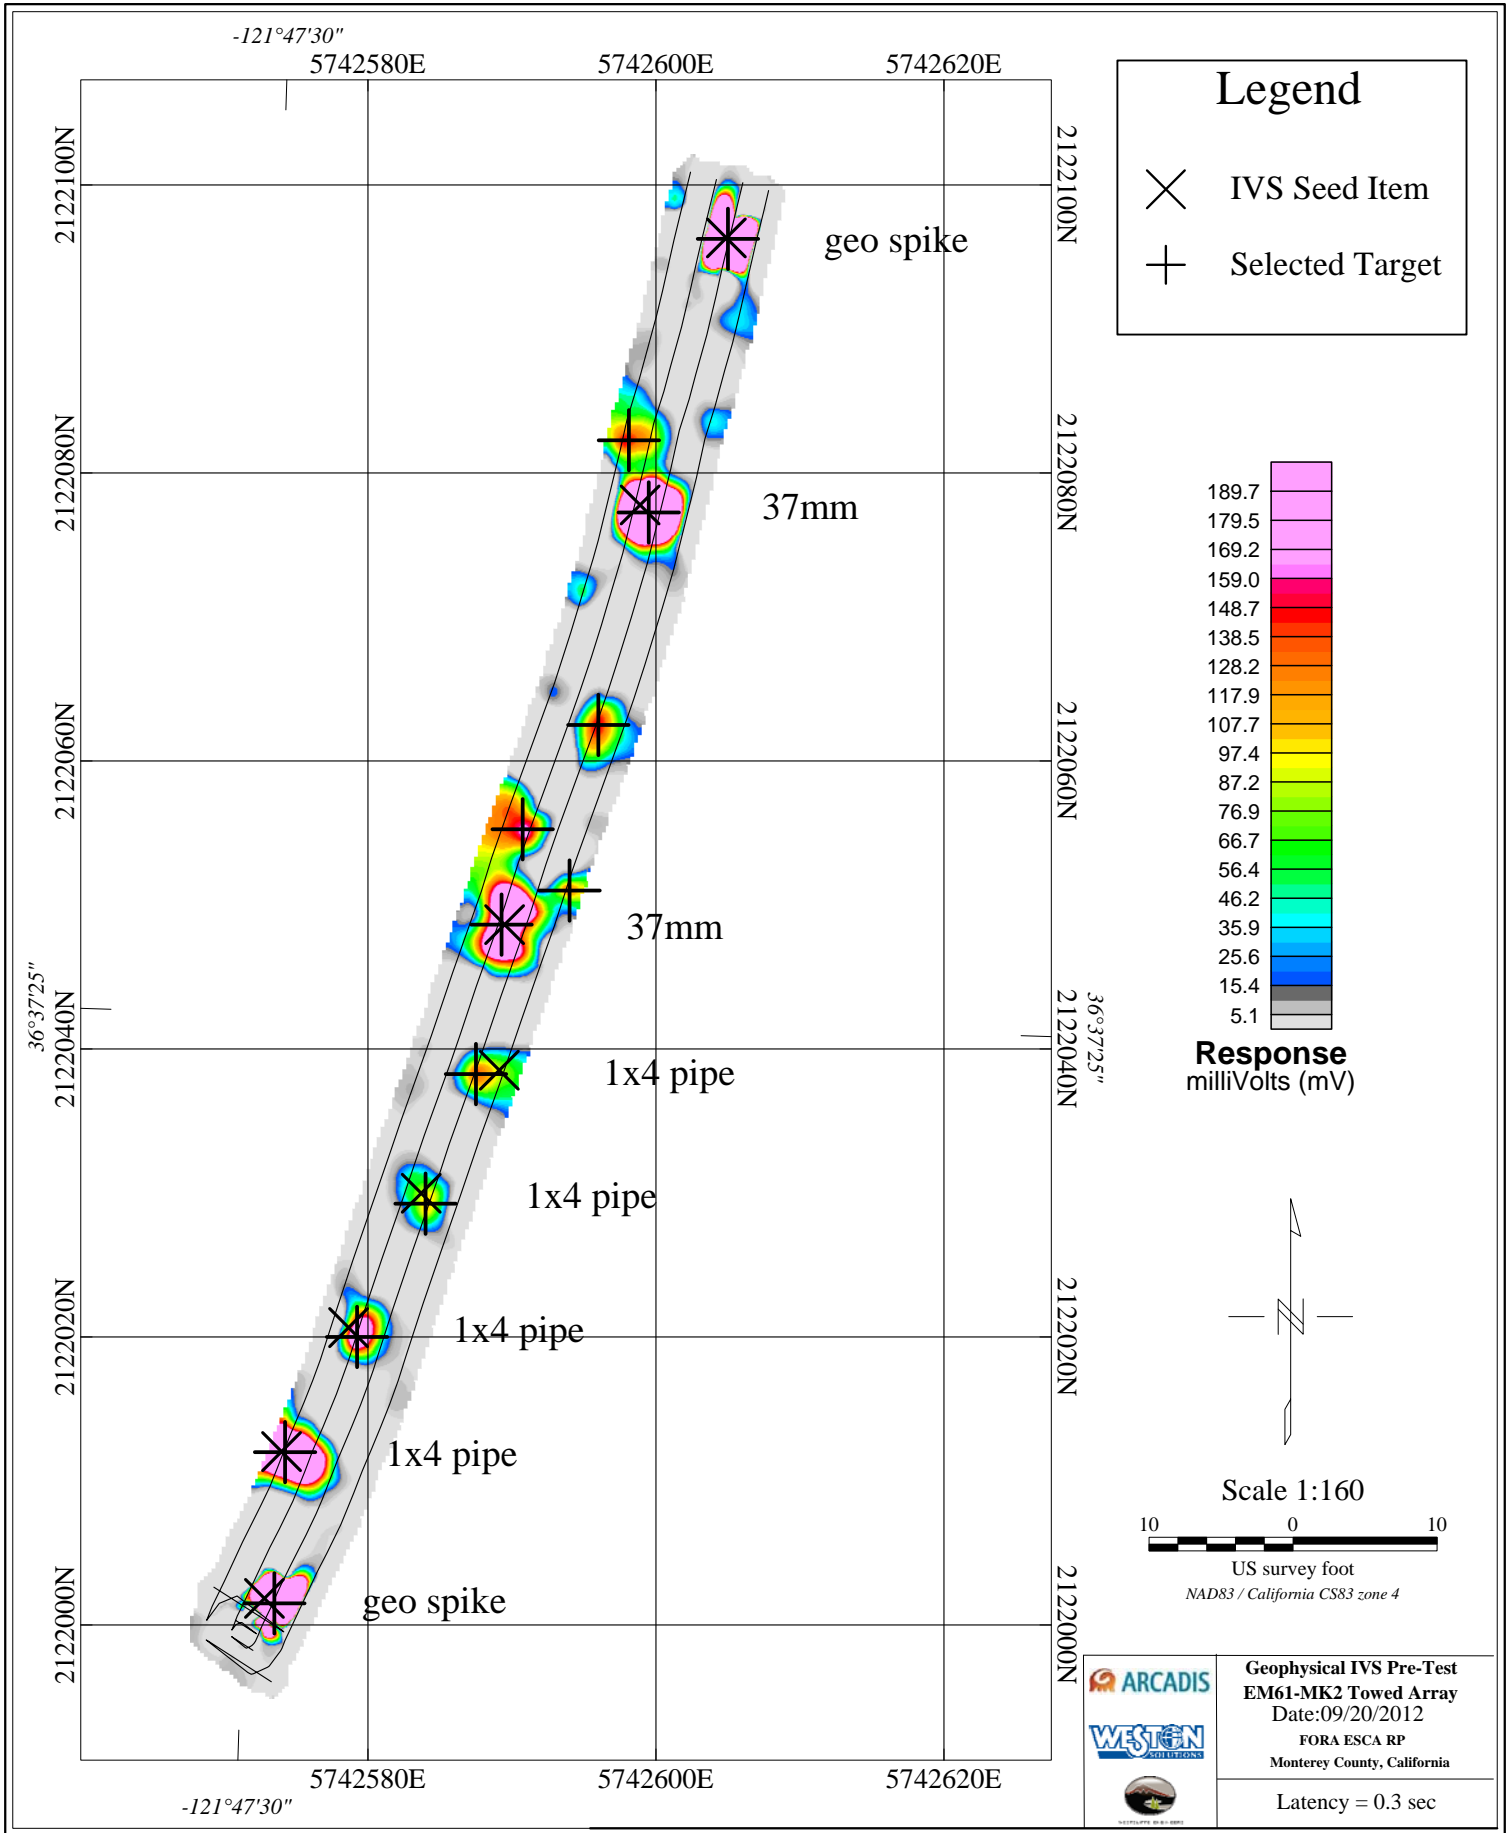 -121°47'30"
5742580E 5742600E 5742620E
Legend
IVS Seed Item
Selected Target
2122100N
2122100N
geo spike
2122080N
2122080N
37mm
189.7
179.5
169.2
159.0
148.7
138.5
128.2
117.9
107.7
97.4
87.2
76.9
66.7
56.4
46.2
35.9
25.6
15.4
5.1
Response
milliVolts (mV)
2122060N
2122060N
37mm
36°37'25"
36°37'25"
2122040N
2122040N
1x4 pipe
1x4 pipe
2122020N
2122020N
1x4 pipe
1x4 pipe
N
Scale 1:160
10 0 10
US survey foot
NAD83 / California CS83 zone 4
2122000N
2122000N
geo spike
5742580E 5742600E 5742620E
-121°47'30"
ARCADIS
WESTON
SOLUTIONS
Geophysical IVS Pre-Test
EM61-MK2 Towed Array
Date:09/20/2012
FORA ESCA RP
Monterey County, California
Latency = 0.3 sec